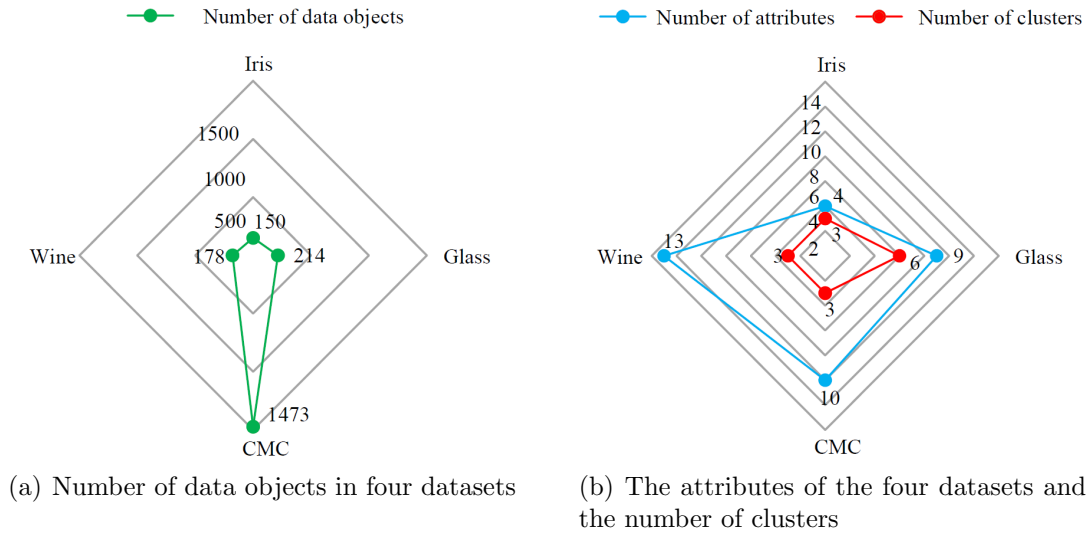 Number of data objects
Iris
1500
1000
500
150
Wine
178
214
Glass
1473
CMC
(a) Number of data objects in four datasets
Number of attributes
Number of clusters
Iris
14
12
10
8
6
4
4
3
2
Wine
13
3
6
9
Glass
3
10
CMC
(b) The attributes of the four datasets and
the number of clusters